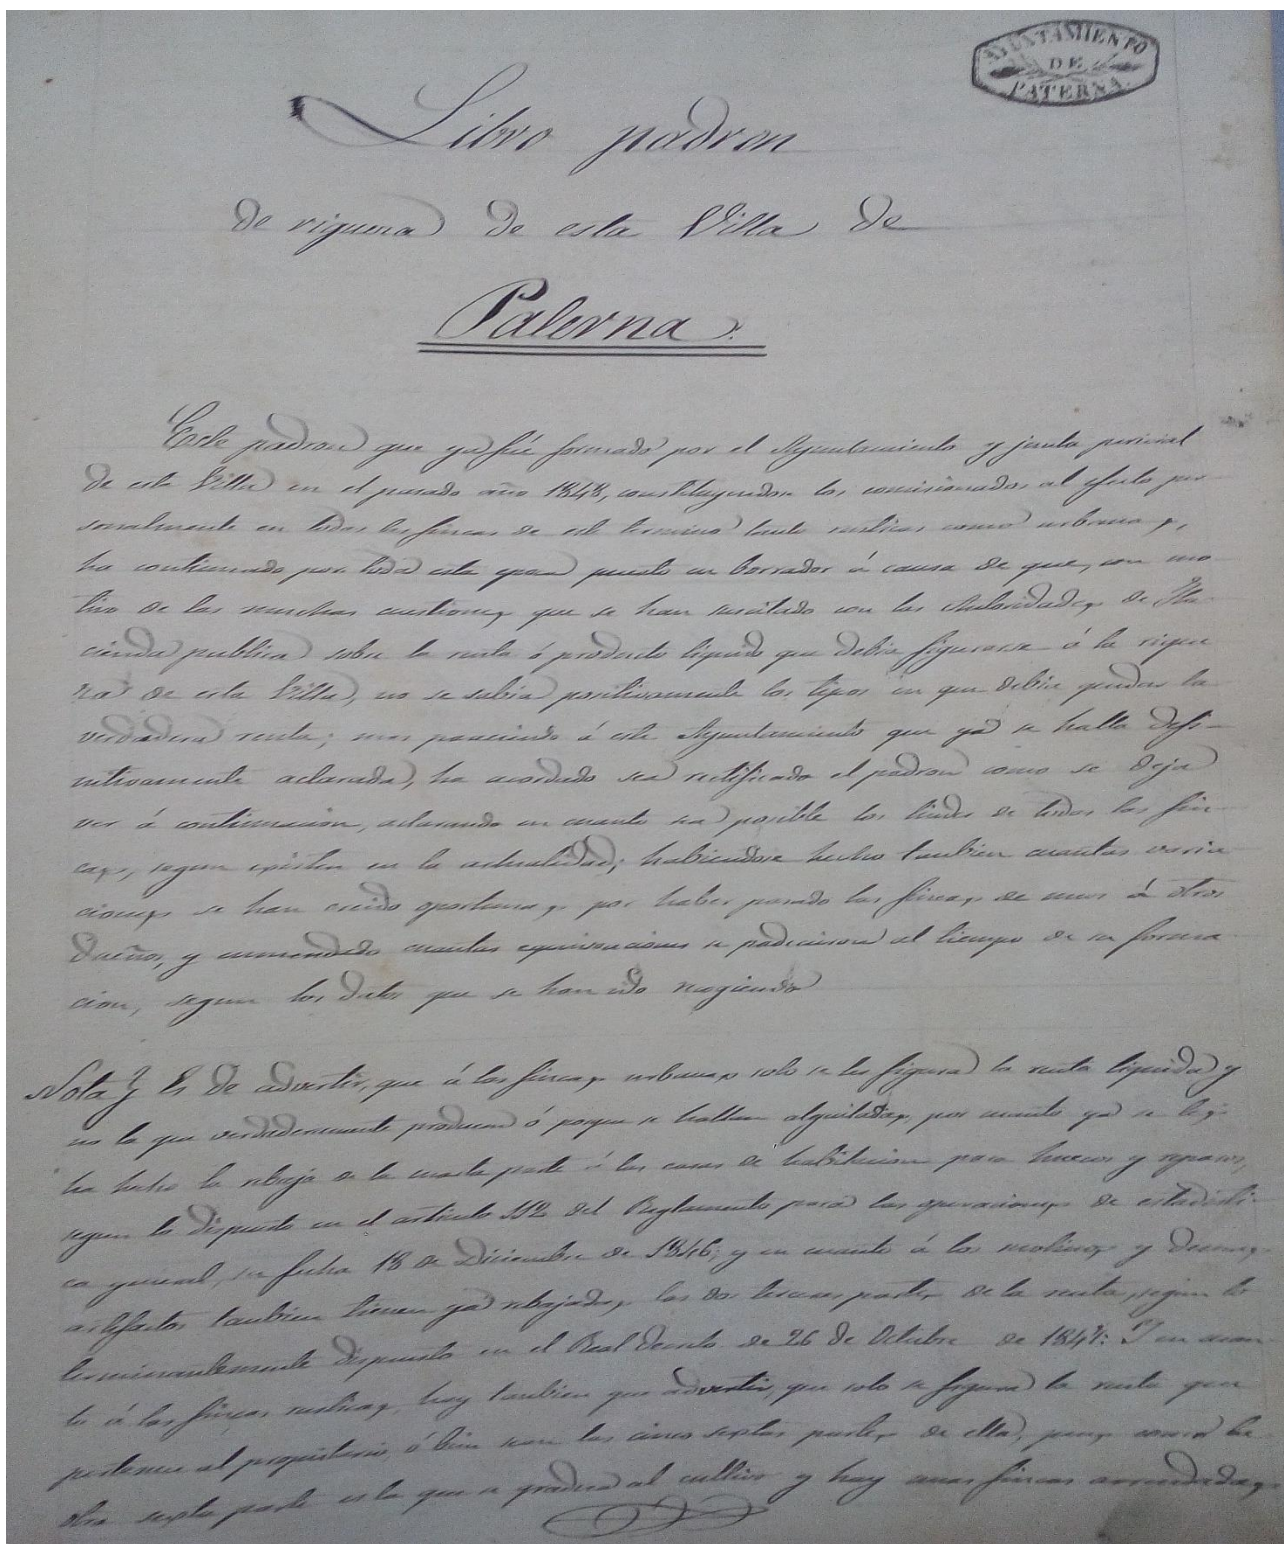 AYUNTAMIENTO
DE
PATERNA.
Libro padron
de riqueza de esta Villa de
Paterna.
Este padron que ya fué formado por el Ayuntamiento y junta pericial
de esta Villa en el pasado año 1848, constituyendose los comisionados al efecto per
sonalmente en todas las fincas de este termino tanto rusticas como urbanas,
ha continuado por toda esta epoca puesto en borrador á causa de que, con mo
tivo de las muchas cuestiones que se han suscitado con las Autoridades de Ha
cienda publica sobre la renta ó producto liquido que debia figurarse á la rique
za de esta Villa, no se sabia positivamente los tipos en que debia quedar la
verdadera renta; mas pareciendo á este Ayuntamiento que ya se halla defi-
nitivamente aclarada, ha acordado sea rectificado el padron como se deja
ver á continuacion, aclarando en cuanto sea posible los lindes de todas las fin
cas, segun existen en la actualidad; habiendose hecho tambien cuantas varia
ciones se han creido oportunas por haber pasado las fincas de unos á otros
dueños, y enmendado cuantas equivocaciones se padecieron al tiempo de su forma
cion, segun los datos que se han ido cogiendo
Nota} Es de advertir, que á las fincas urbanas solo se les figura la renta liquida y
no la que verdaderamente producen ó porque se hallan alquiladas, por cuanto ya se les
ha hecho la rebaja de la cuarta parte á las casas de habitacion para huecos y reparos,
segun lo dispuesto en el articulo 112 del Reglamento para las operaciones de estadisti
ca general, su fecha 18 de Diciembre de 1846; y en cuanto á los molinos y demas
artefactos tambien tienen ya rebajadas las dos terceras partes de la renta, segun lo
terminantemente dispuesto en el Real Decreto de 26 de Octubre de 1847: Y en cuan
to á las fincas rusticas, hay tambien que advertir, que solo se figura la renta que
pertenece al propietario, ó bien sean las cinco sextas partes de ella, pues como la
otra sexta parte es la que se gradua al cultivo y hay unas fincas arrendadas